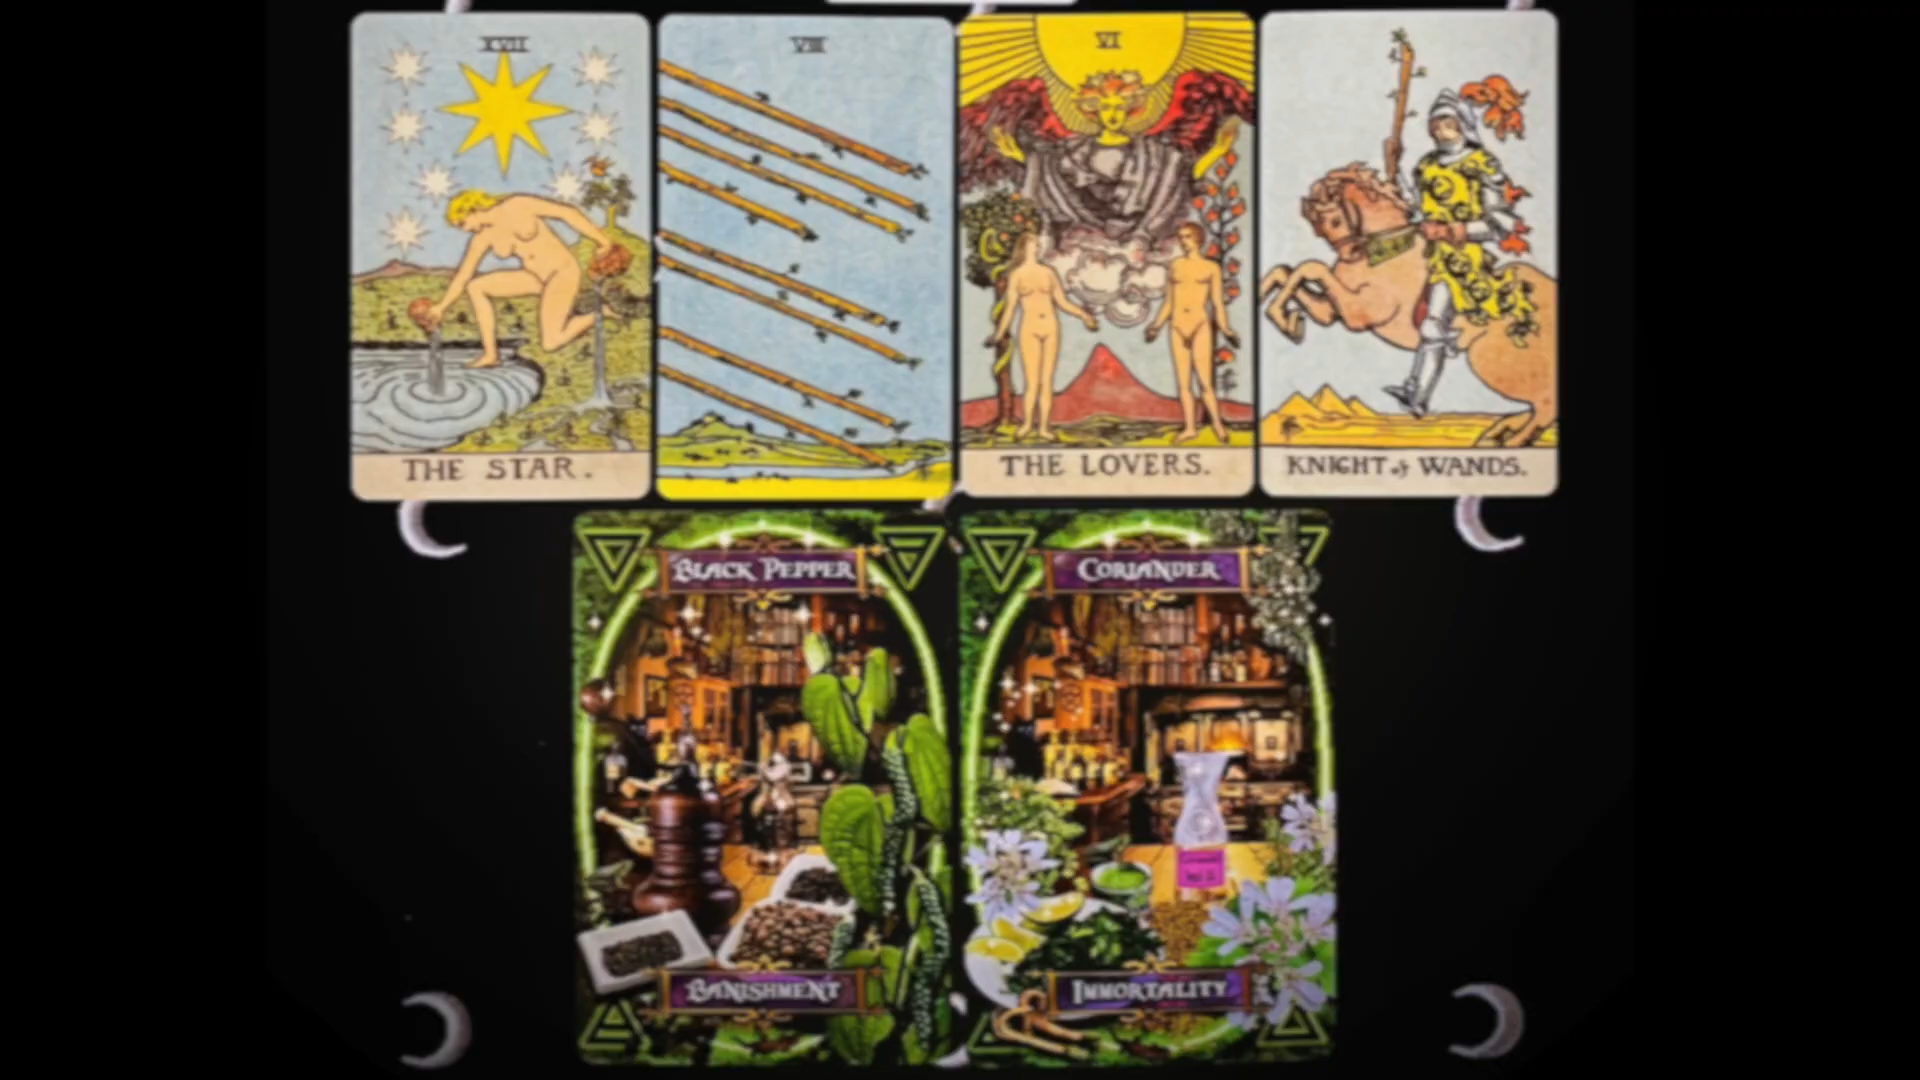 XVII
VIII
VI
THE STAR.
THE LOVERS.
KNIGHT of WANDS.
BLACK PEPPER
CORIANDER
BANISHMENT
IMMORTALITY